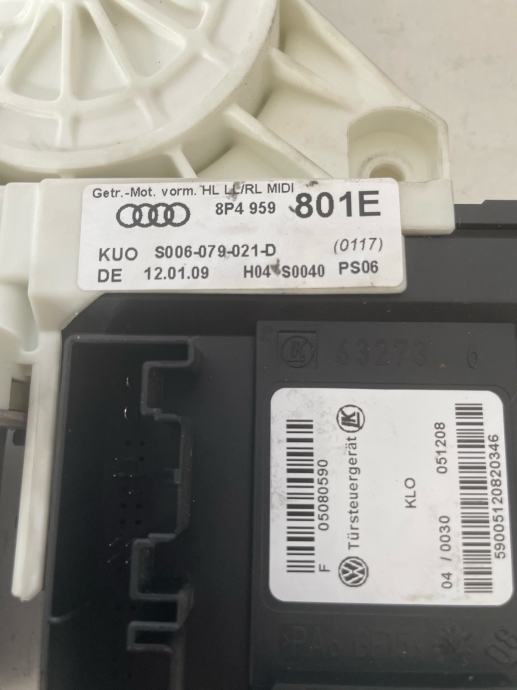 Getr.-Mot. vorm. HL LL/RL MIDI
8P4 959 801E
KUO S006-079-021-D (0117)
DE 12.01.09 H04 S0040 PS06
K 63273
F 05080590
Türsteuergerät K
KLO 051208
04 / 0030
59005120820346